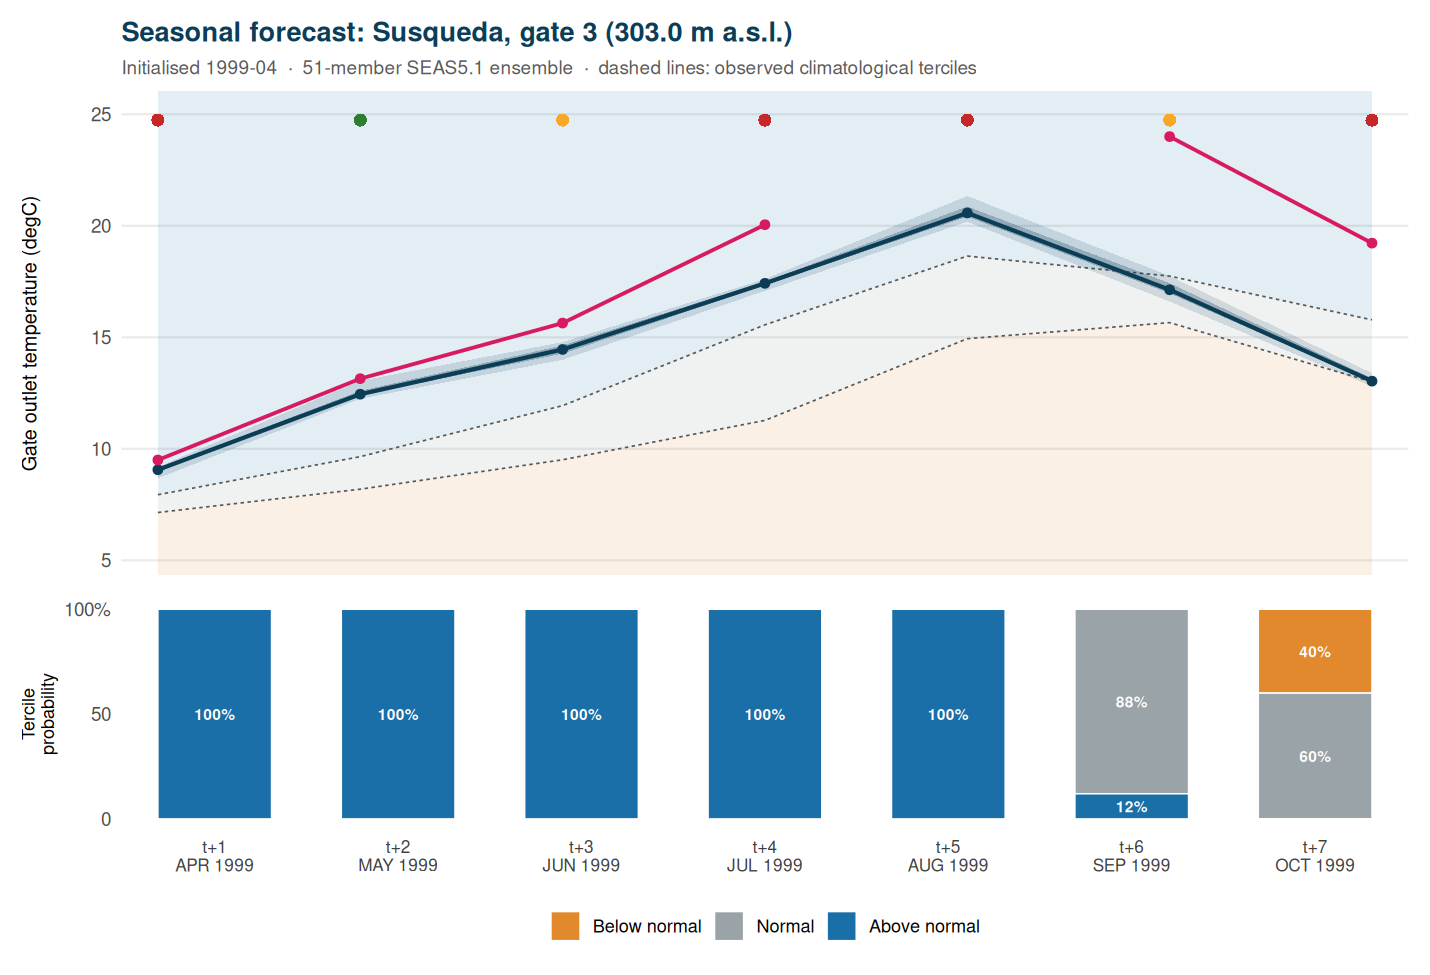 Seasonal forecast: Susqueda, gate 3 (303.0 m a.s.l.)
Initialised 1999-04 · 51-member SEAS5.1 ensemble · dashed lines: observed climatological terciles
Gate outlet temperature (degC)
25
20
15
10
5
Tercile
probability
100%
50
0
100%
100%
100%
100%
100%
88%
12%
40%
60%
t+1
APR 1999
t+2
MAY 1999
t+3
JUN 1999
t+4
JUL 1999
t+5
AUG 1999
t+6
SEP 1999
t+7
OCT 1999
Below normal
Normal
Above normal